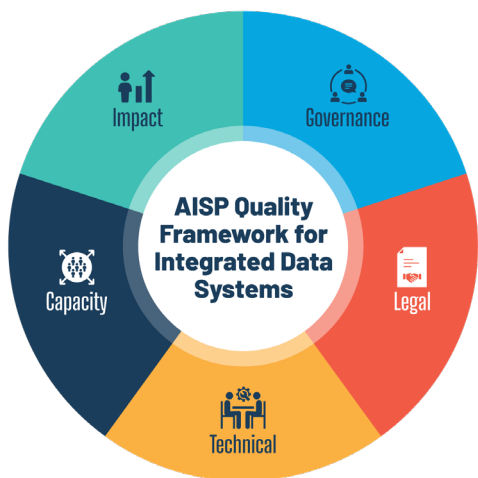 AISP Quality
Framework for
Integrated Data
Systems
Governance
Legal
Technical
Capacity
Impact